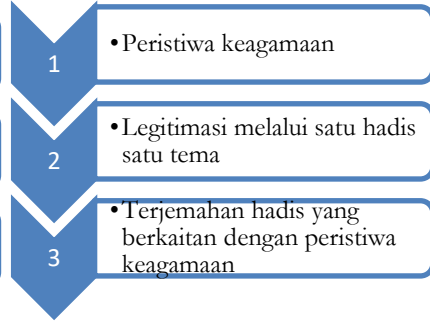 1
•Peristiwa keagamaan
2
•Legitimasi melalui satu hadis
satu tema
3
•Terjemahan hadis yang
berkaitan dengan peristiwa
keagamaan